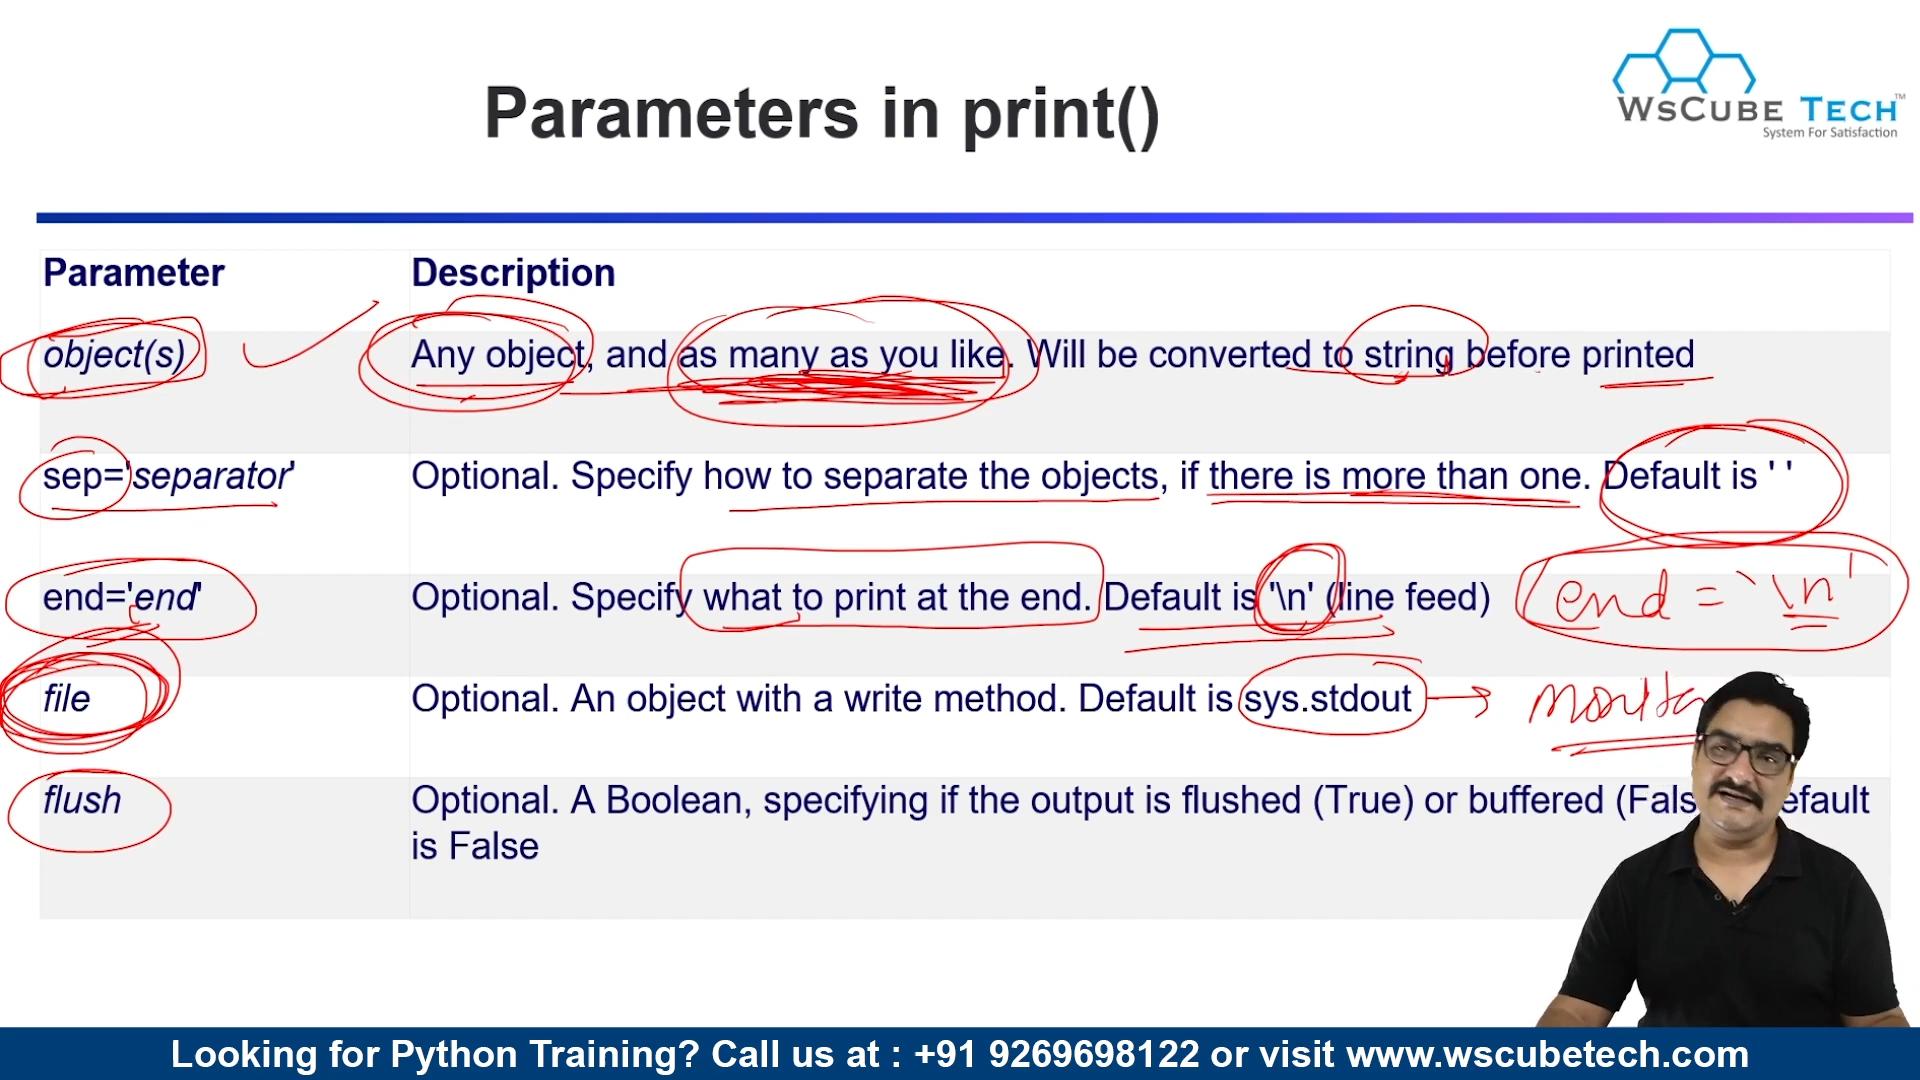 WsCube Tech™
System For Satisfaction
Parameters in print()
Parameter Description
object(s) Any object, and as many as you like. Will be converted to string before printed
sep='separator' Optional. Specify how to separate the objects, if there is more than one. Default is ' '
end='end' Optional. Specify what to print at the end. Default is '\n' (line feed) end = '\n'
file Optional. An object with a write method. Default is sys.stdout
flush Optional. A Boolean, specifying if the output is flushed (True) or buffered
is False
Looking for Python Training? Call us at : +91 9269698122 or visit www.wscubetech.com